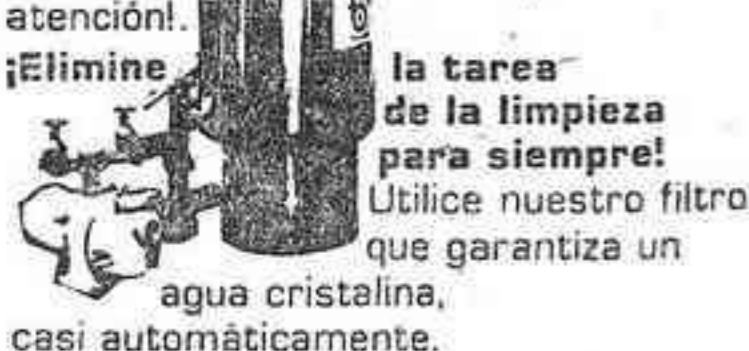 atención!.
¡Elimine la tarea
de la limpieza
para siempre!
Utilice nuestro filtro
que garantiza un
agua cristalina,
casi automáticamente.